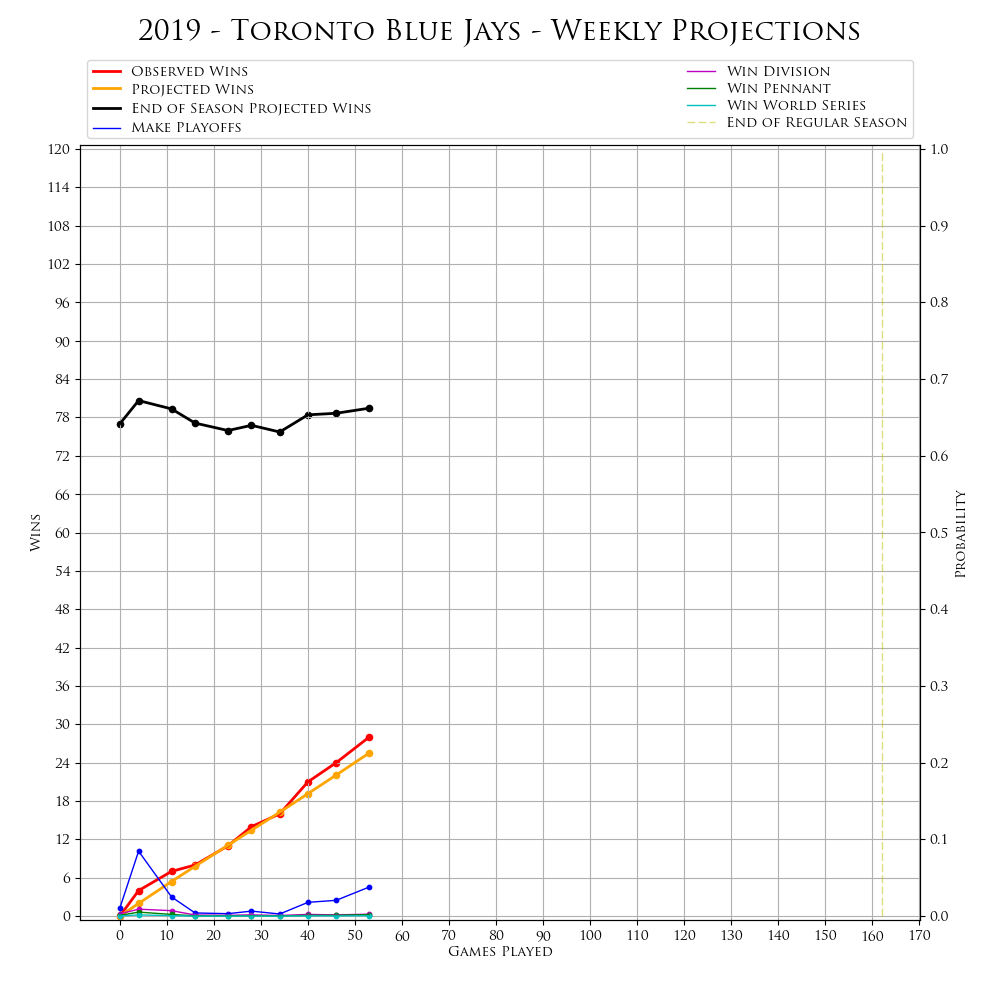 2019 - Toronto Blue Jays - Weekly Projections
Observed Wins
Projected Wins
End of Season Projected Wins
Make Playoffs
Win Division
Win Pennant
Win World Series
End of Regular Season
120
114
108
102
96
90
84
78
72
66
60
54
48
42
36
30
24
18
12
6
0
Wins
1.0
0.9
0.8
0.7
0.6
0.5
0.4
0.3
0.2
0.1
0.0
Probability
0 10 20 30 40 50 60 70 80 90 100 110 120 130 140 150 160 170
Games Played